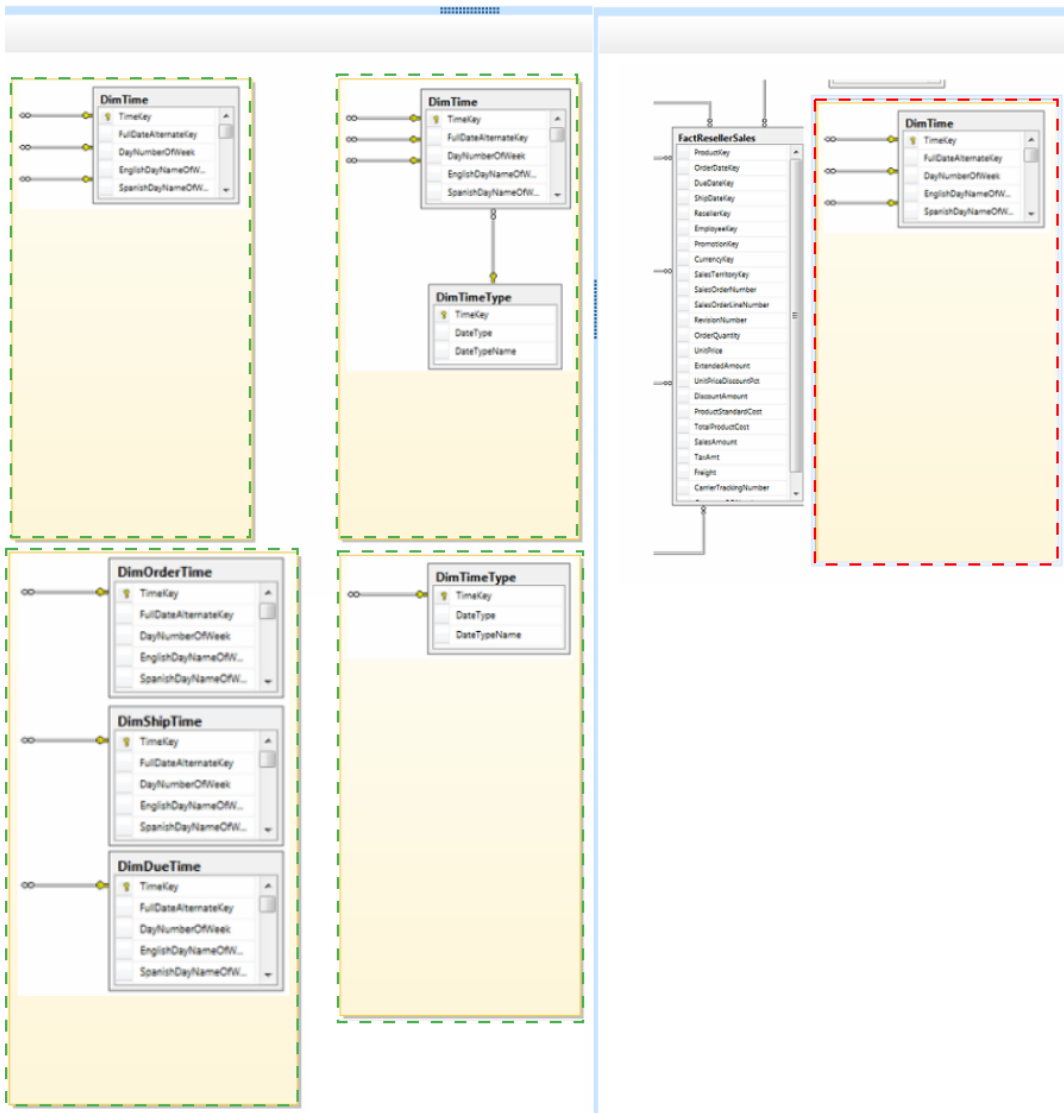 DimTime
TimeKey
FullDateAlternateKey
DayNumberOfWeek
EnglishDayNameOfW...
SpanishDayNameOfW...
DimTime
TimeKey
FullDateAlternateKey
DayNumberOfWeek
EnglishDayNameOfW...
SpanishDayNameOfW...
DimTimeType
TimeKey
DateType
DateTypeName
DimOrderTime
TimeKey
FullDateAlternateKey
DayNumberOfWeek
EnglishDayNameOfW...
SpanishDayNameOfW...
DimShipTime
TimeKey
FullDateAlternateKey
DayNumberOfWeek
EnglishDayNameOfW...
SpanishDayNameOfW...
DimDueTime
TimeKey
FullDateAlternateKey
DayNumberOfWeek
EnglishDayNameOfW...
SpanishDayNameOfW...
DimTimeType
TimeKey
DateType
DateTypeName
FactResellerSales
ProductKey
OrderDateKey
DueDateKey
ShipDateKey
ResellerKey
EmployeeKey
PromotionKey
CurrencyKey
SalesTerritoryKey
SalesOrderNumber
SalesOrderLineNumber
RevisionNumber
OrderQuantity
UnitPrice
ExtendedAmount
UnitPriceDiscountPct
DiscountAmount
ProductStandardCost
TotalProductCost
SalesAmount
TaxAmt
Freight
CarrierTrackingNumber
DimTime
TimeKey
FullDateAlternateKey
DayNumberOfWeek
EnglishDayNameOfW...
SpanishDayNameOfW...